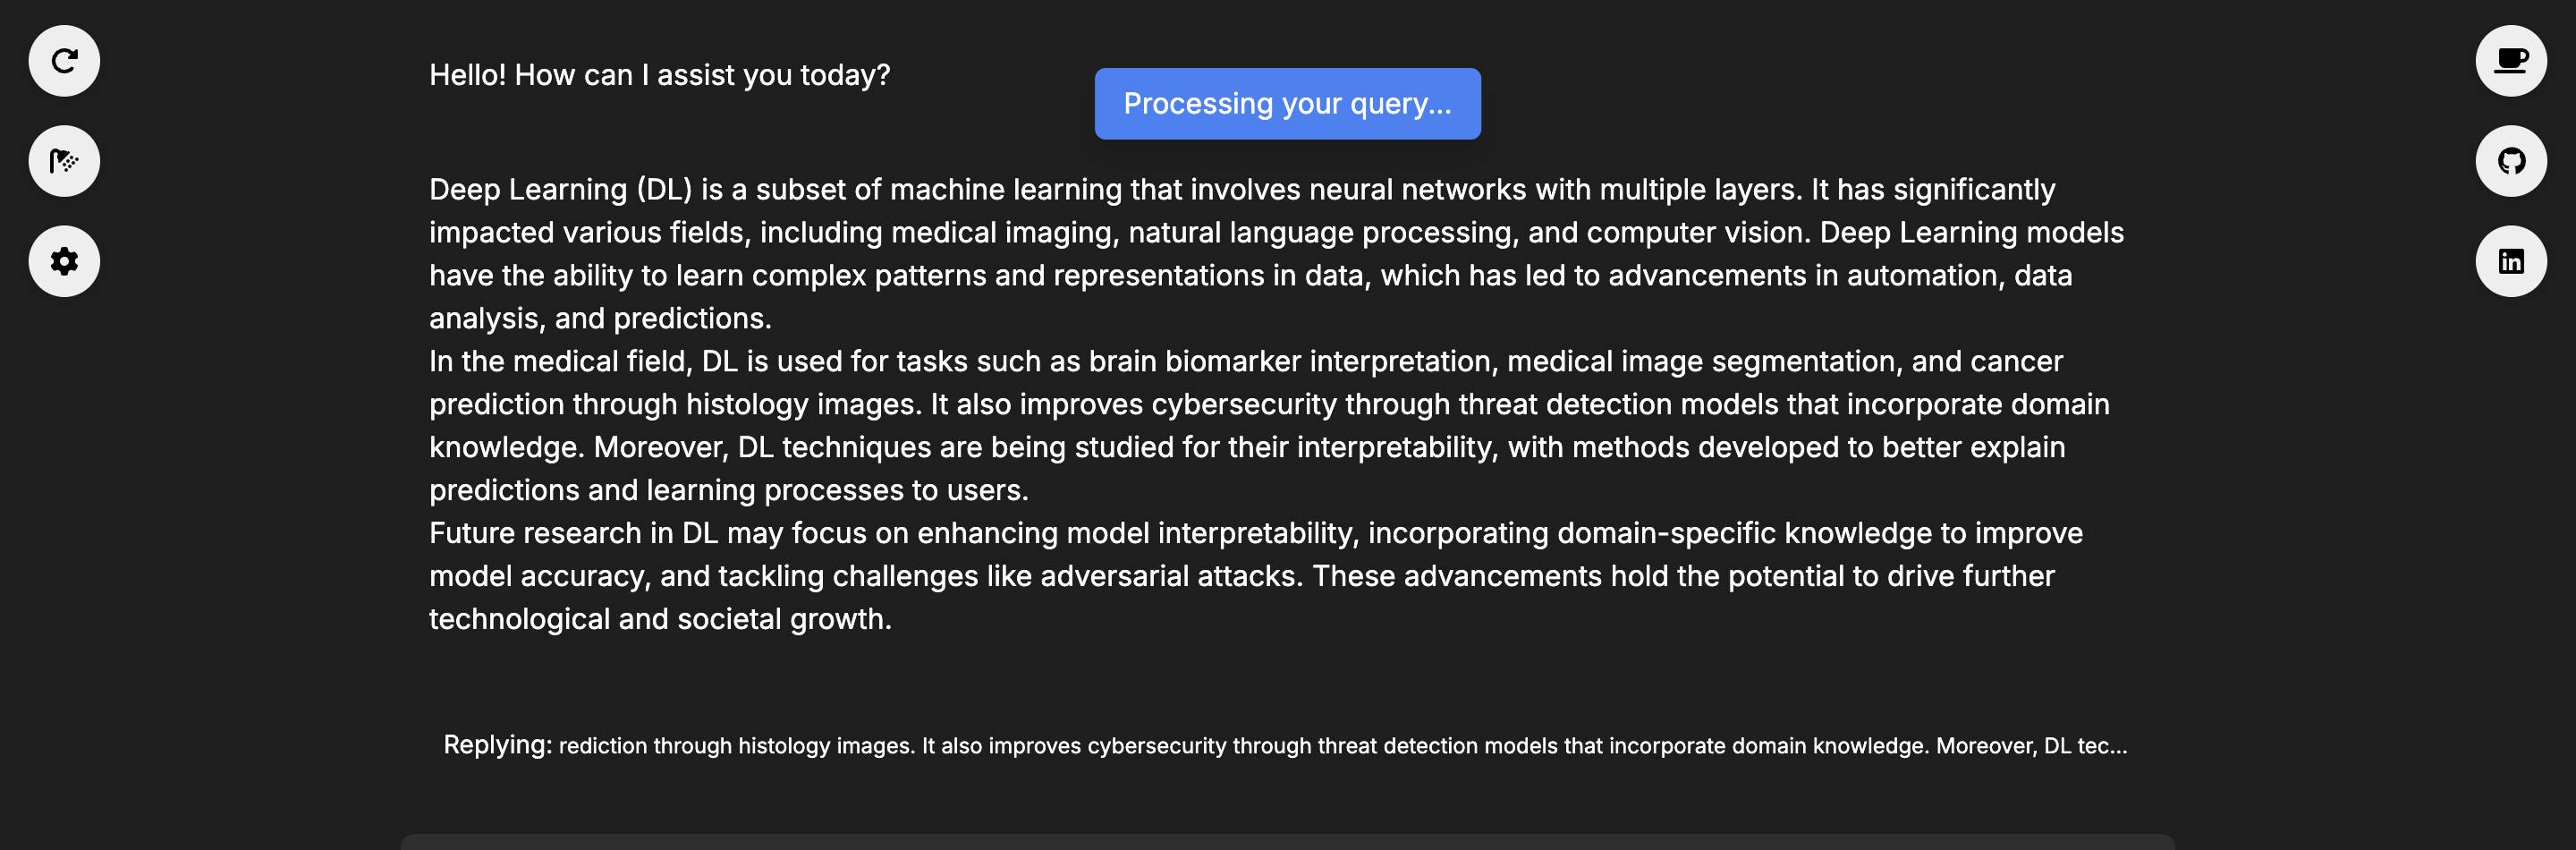 Hello! How can I assist you today?
Processing your query...
Deep Learning (DL) is a subset of machine learning that involves neural networks with multiple layers. It has significantly
impacted various fields, including medical imaging, natural language processing, and computer vision. Deep Learning models
have the ability to learn complex patterns and representations in data, which has led to advancements in automation, data
analysis, and predictions.
In the medical field, DL is used for tasks such as brain biomarker interpretation, medical image segmentation, and cancer
prediction through histology images. It also improves cybersecurity through threat detection models that incorporate domain
knowledge. Moreover, DL techniques are being studied for their interpretability, with methods developed to better explain
predictions and learning processes to users.
Future research in DL may focus on enhancing model interpretability, incorporating domain-specific knowledge to improve
model accuracy, and tackling challenges like adversarial attacks. These advancements hold the potential to drive further
technological and societal growth.
Replying: rediction through histology images. It also improves cybersecurity through threat detection models that incorporate domain knowledge. Moreover, DL tec...
in